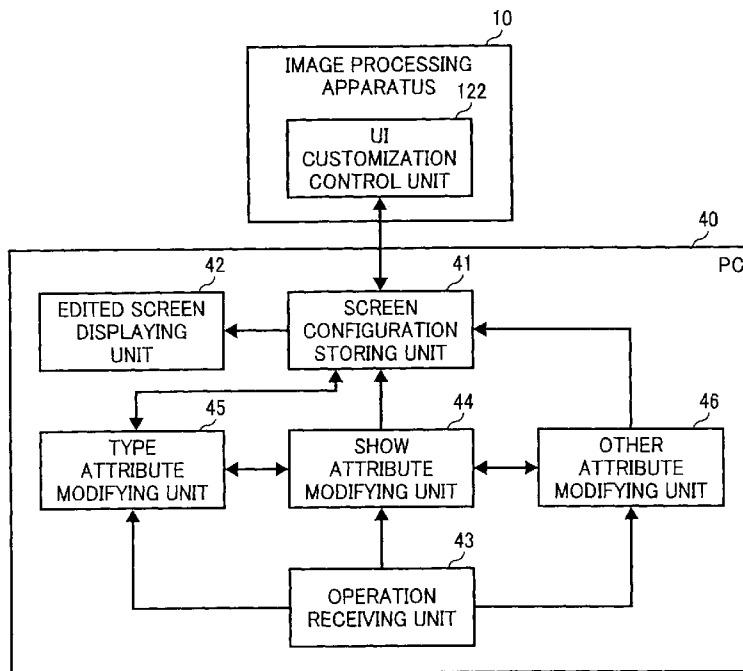 10
IMAGE PROCESSING
APPARATUS
122
UI
CUSTOMIZATION
CONTROL UNIT
40
PC
42
EDITED SCREEN
DISPLAYING
UNIT
41
SCREEN
CONFIGURATION
STORING UNIT
45
TYPE
ATTRIBUTE
MODIFYING UNIT
44
SHOW
ATTRIBUTE
MODIFYING UNIT
46
OTHER
ATTRIBUTE
MODIFYING UNIT
43
OPERATION
RECEIVING UNIT